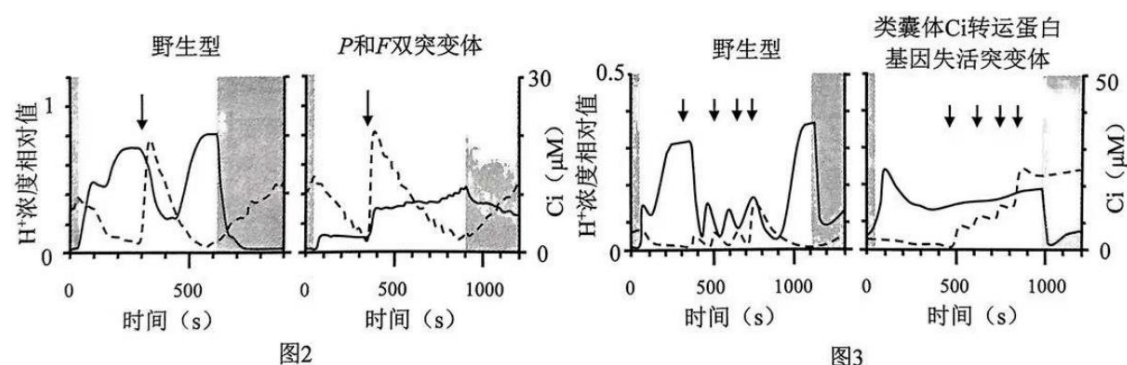 野生型
P和F双突变体
H⁺浓度相对值
1
0
30
0
Ci(μM)
0
500
0
500
1000
时间(s)
时间(s)
图2
野生型
类囊体Ci转运蛋白
基因失活突变体
H⁺浓度相对值
0.5
0
50
0
Ci(μM)
0
500
1000
0
500
1000
时间(s)
时间(s)
图3